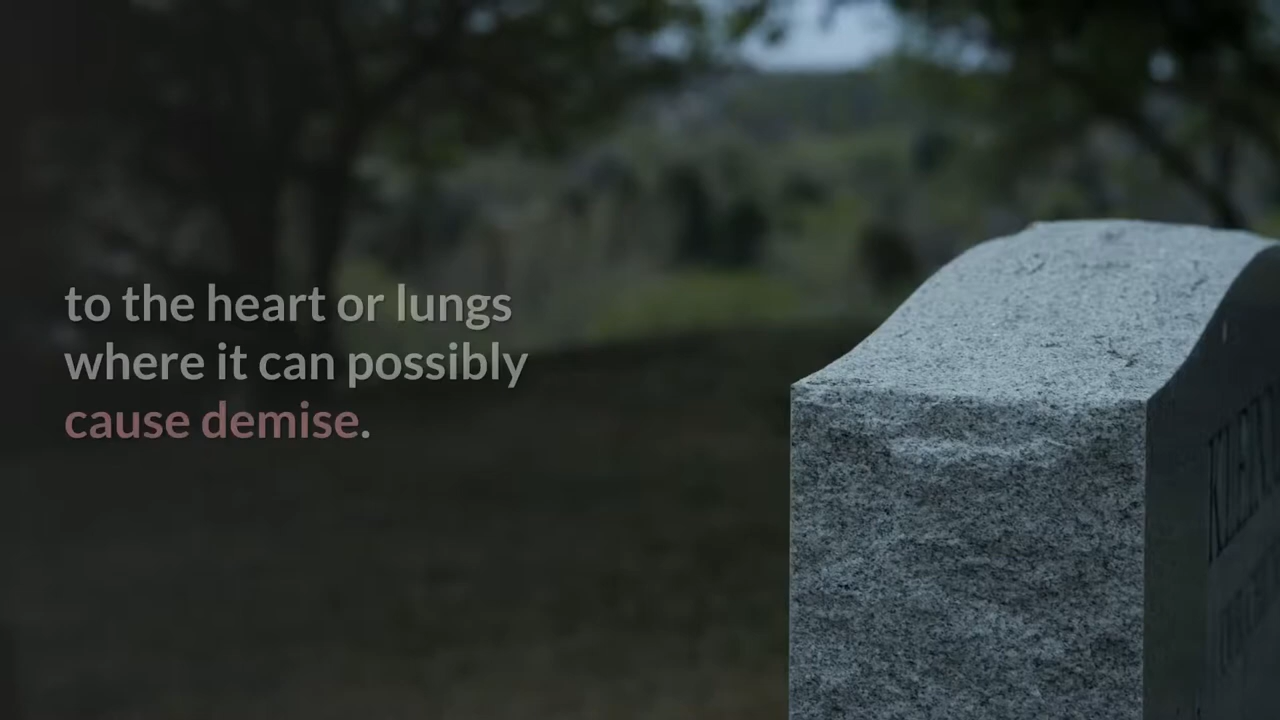 to the heart or lungs
where it can possibly
cause demise.